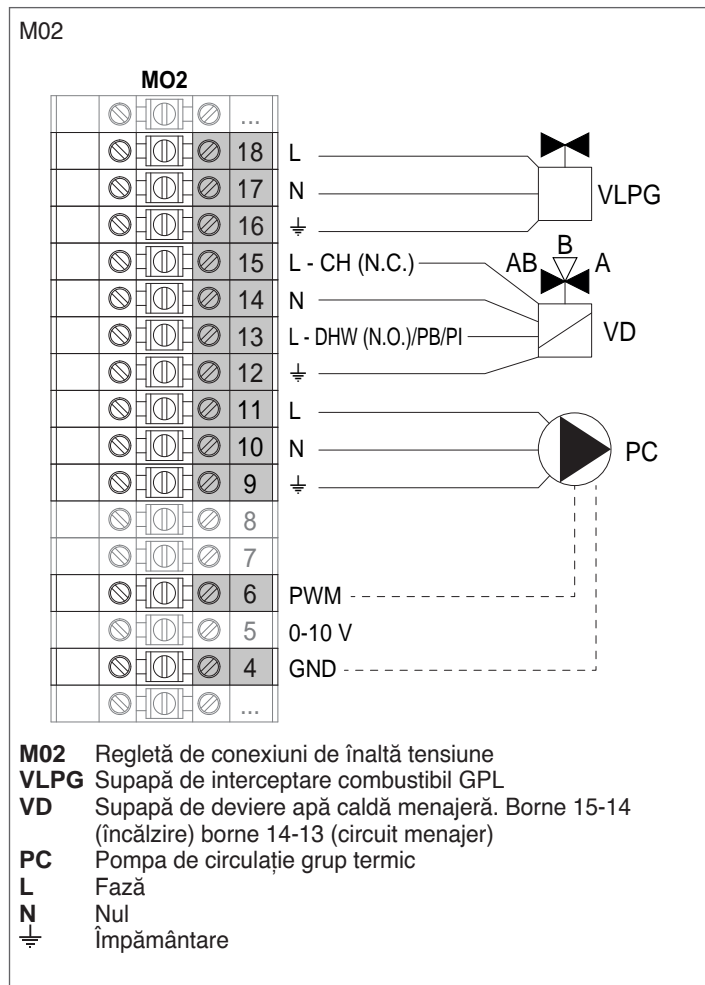 M02
MO2
...
18 L
17 N VLPG
16 ⏚
B
15 L - CH (N.C.) AB A
14 N
13 L - DHW (N.O.)/PB/PI VD
12 ⏚
11 L
10 N PC
9 ⏚
8
7
6 PWM
5 0-10 V
4 GND
...
M02 Regletă de conexiuni de înaltă tensiune
VLPG Supapă de interceptare combustibil GPL
VD Supapă de deviere apă caldă menajeră. Borne 15-14
(încălzire) borne 14-13 (circuit menajer)
PC Pompa de circulație grup termic
L Fază
N Nul
⏚ Împământare